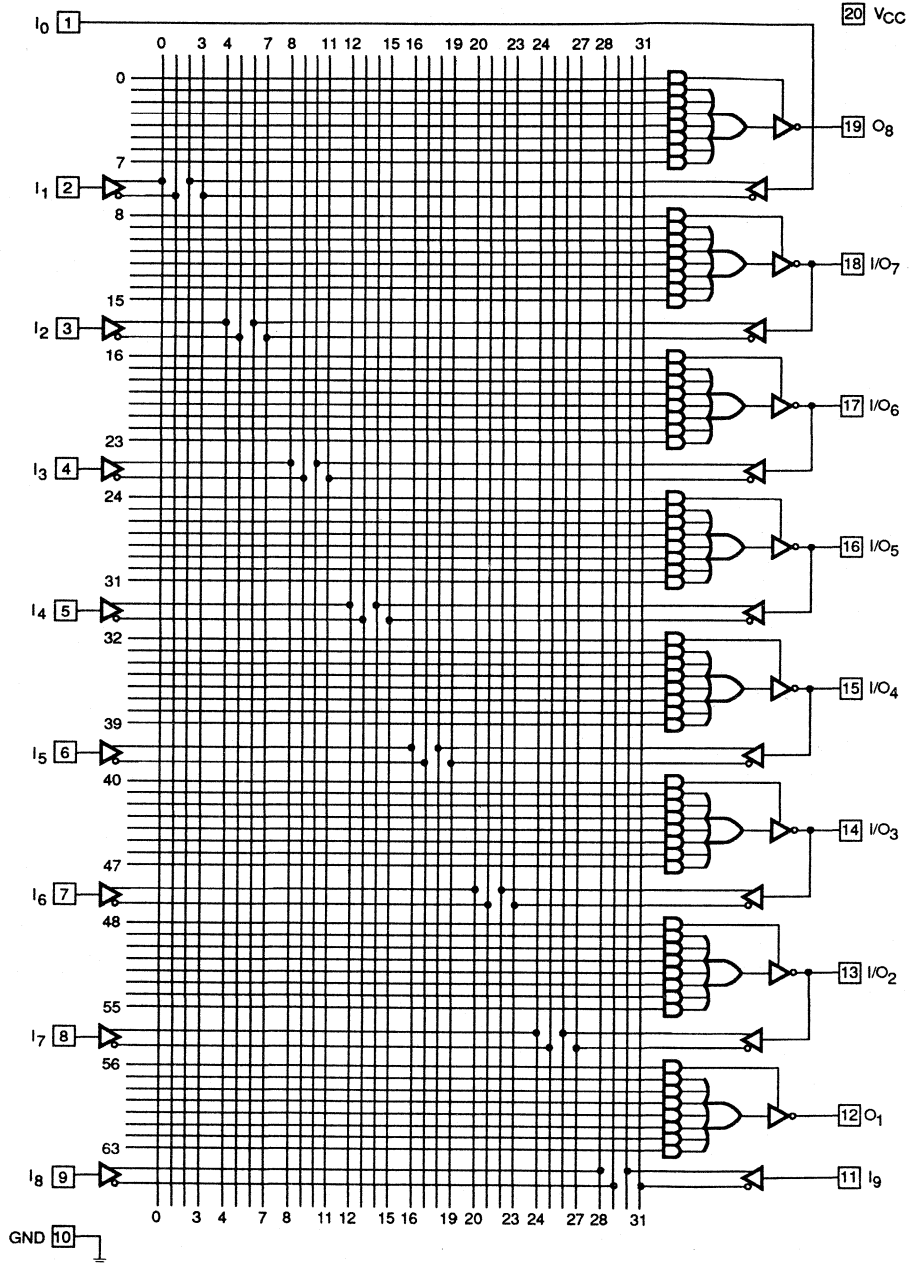 I0 1
20 VCC
0 3 4 7 8 11 12 15 16 19 20 23 24 27 28 31
0
19 O8
7
I1 2
8
18 I/O7
15
I2 3
16
17 I/O6
23
I3 4
24
16 I/O5
31
I4 5
32
15 I/O4
39
I5 6
40
14 I/O3
47
I6 7
48
13 I/O2
55
I7 8
56
12 O1
63
I8 9
11 I9
0 3 4 7 8 11 12 15 16 19 20 23 24 27 28 31
GND 10